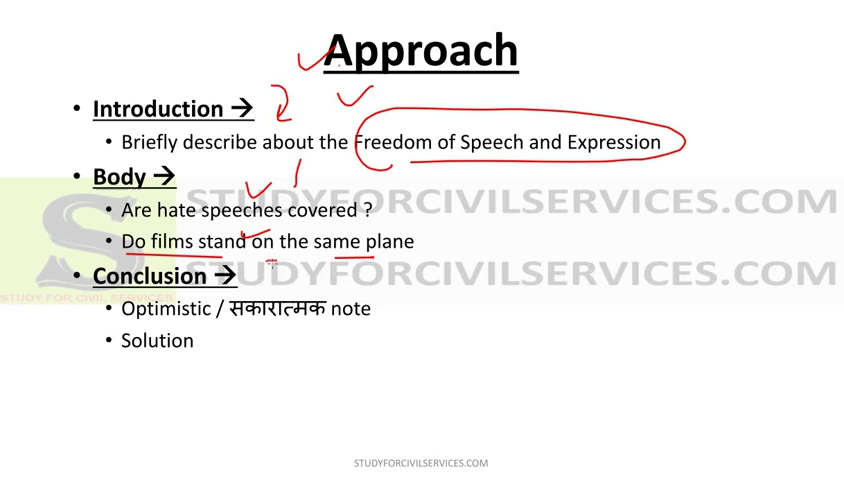 Approach
• Introduction →
• Briefly describe about the Freedom of Speech and Expression
• Body →
STUDYFORCIVILSERVICES.COM
• Are hate speeches covered ?
• Do films stand on the same plane
• Conclusion →
STUDYFORCIVILSERVICES.COM
STUDY FOR CIVIL SERVICES
• Optimistic / सकारात्मक note
• Solution
STUDYFORCIVILSERVICES.COM